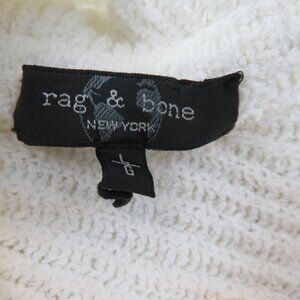 rag & bone
NEW YORK
L/G